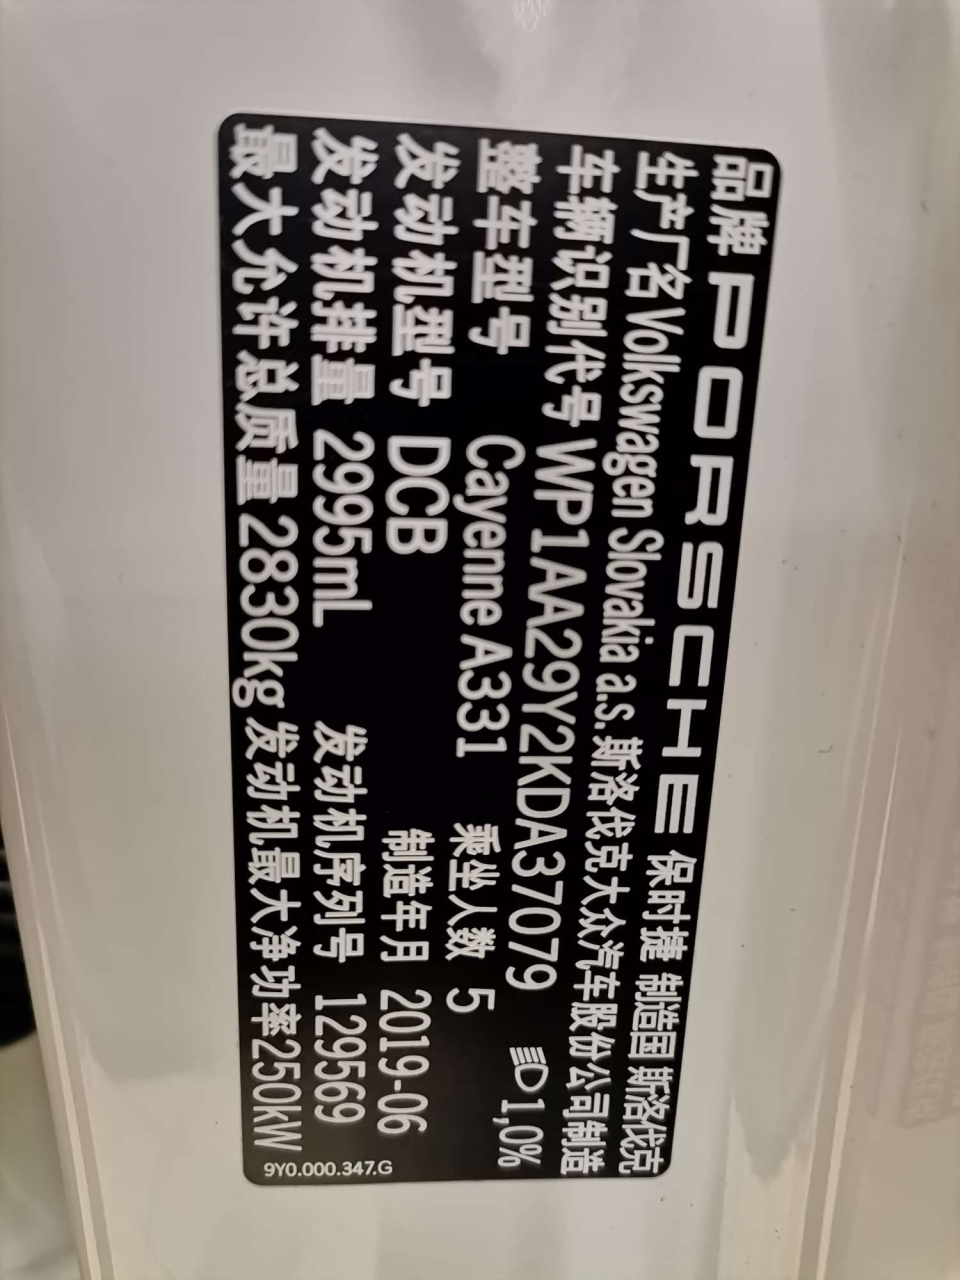 品牌 PORSCHE 保时捷 制造国 斯洛伐克
生产厂名 Volkswagen Slovakia a.s. 斯洛伐克大众汽车股份公司制造
车辆识别代号 WP1AA29Y2KDA37079 1,0%
整车型号 Cayenne A331 乘坐人数 5
发动机型号 DCB 制造年月 2019-06
发动机排量 2995mL 发动机序列号 129569
最大允许总质量 2830kg 发动机最大净功率250kW
9Y0.000.347.G